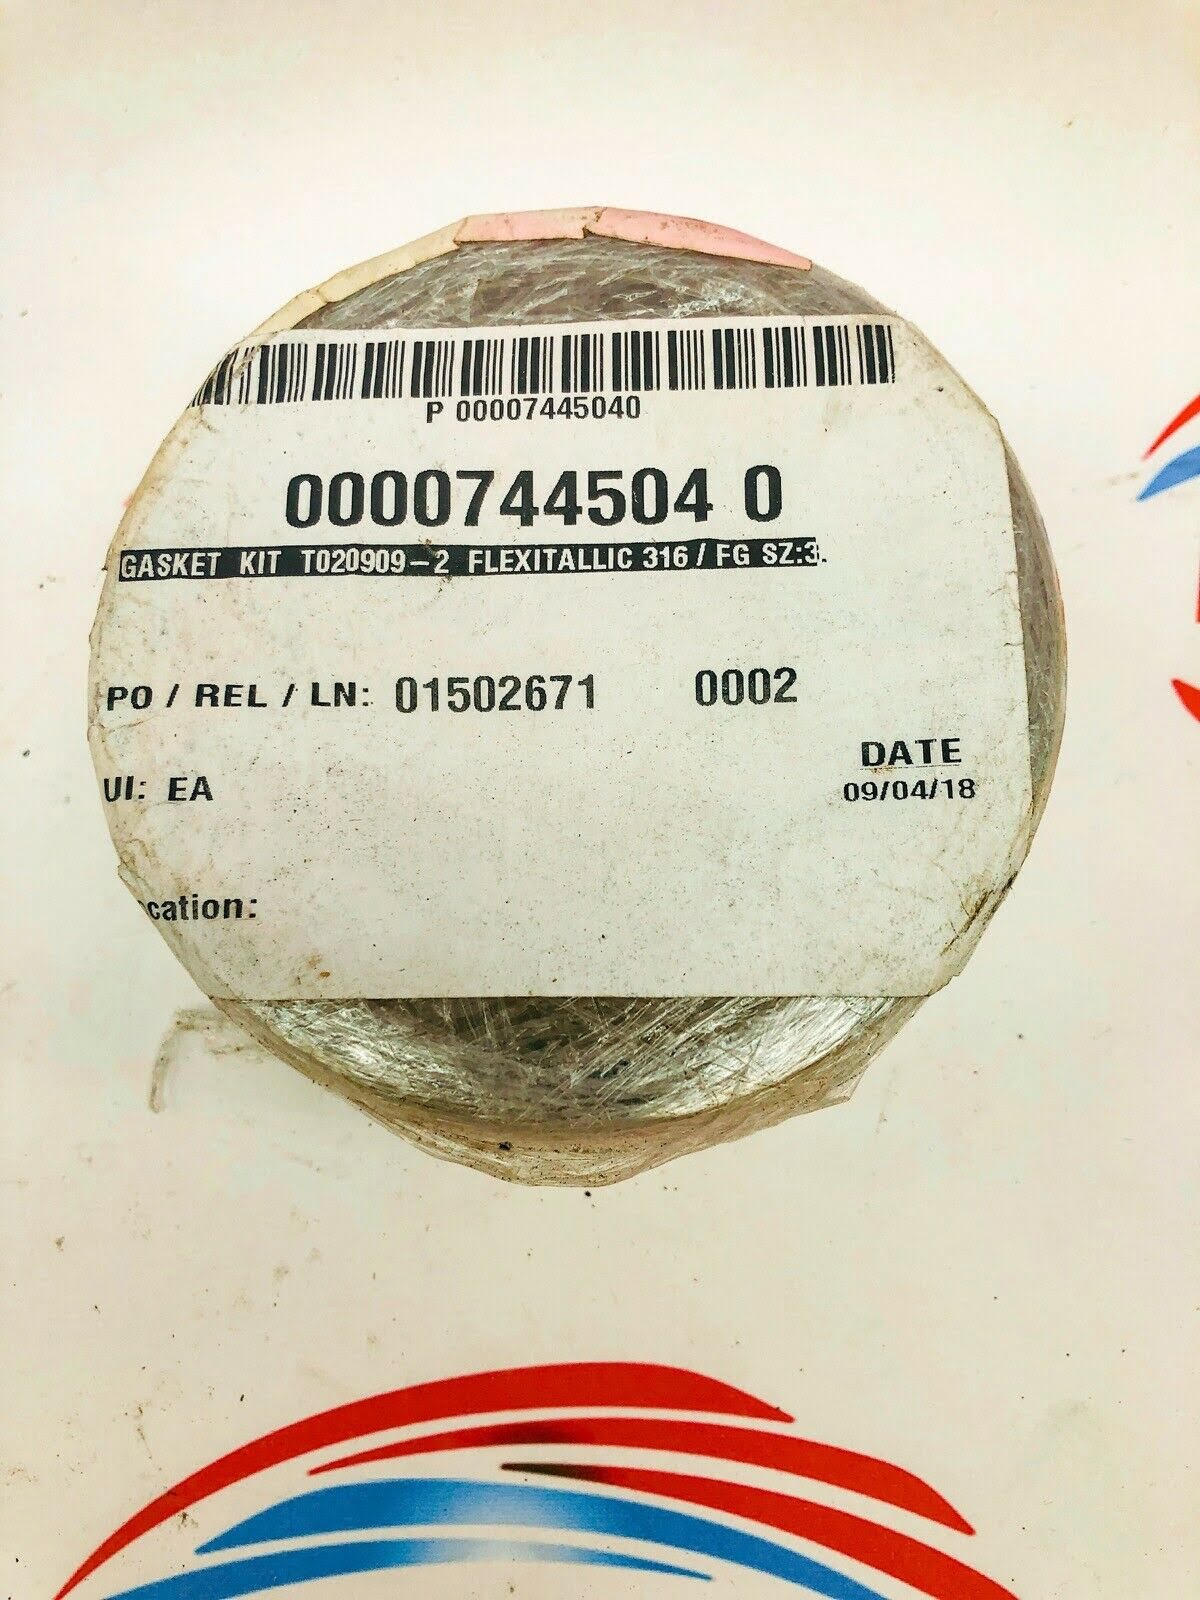 P 00007445040
0000744504 0
GASKET KIT T020909-2 FLEXITALLIC 316 / FG SZ:3.
PO / REL / LN: 01502671 0002
DATE
UI: EA
09/04/18
cation: